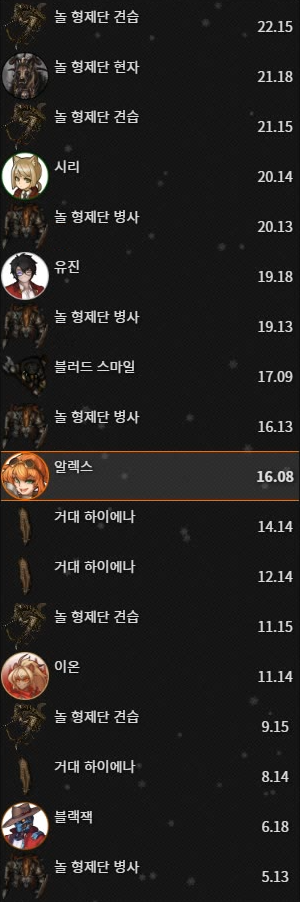 놀 형제단 견습
22.15
놀 형제단 현자
21.18
놀 형제단 견습
21.15
시리
20.14
놀 형제단 병사
20.13
유진
19.18
놀 형제단 병사
19.13
블러드 스마일
17.09
놀 형제단 병사
16.13
알렉스
16.08
거대 하이에나
14.14
거대 하이에나
12.14
놀 형제단 견습
11.15
이온
11.14
놀 형제단 견습
9.15
거대 하이에나
8.14
블랙잭
6.18
놀 형제단 병사
5.13